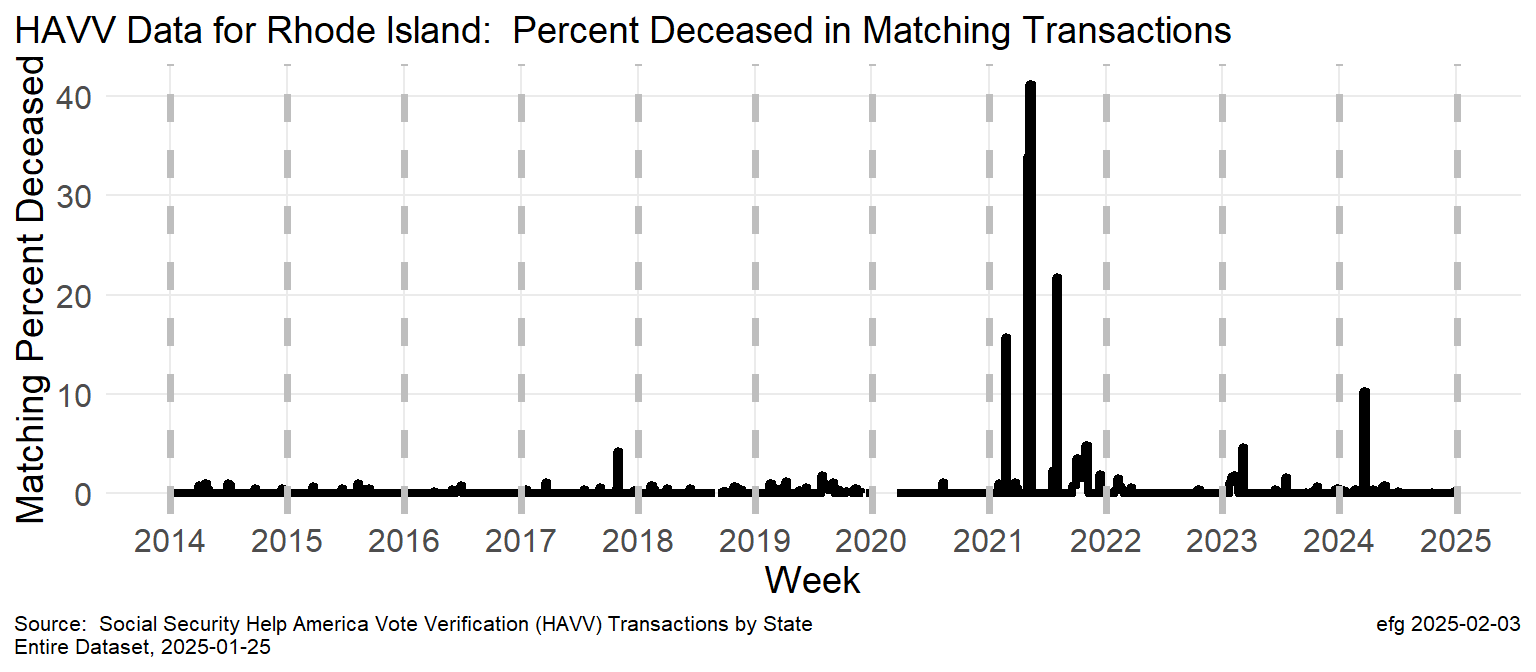 HAVV Data for Rhode Island:  Percent Deceased in Matching Transactions
Matching Percent Deceased
40
30
20
10
0
2014 2015 2016 2017 2018 2019 2020 2021 2022 2023 2024 2025
Week
Source:  Social Security Help America Vote Verification (HAVV) Transactions by State
Entire Dataset, 2025-01-25
efg 2025-02-03